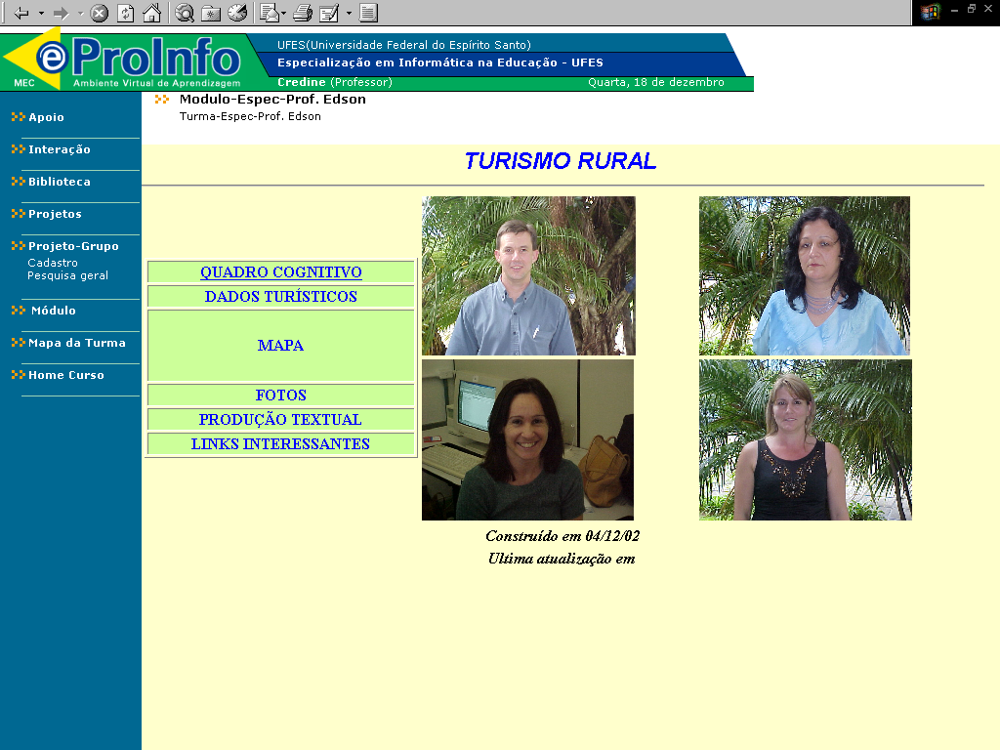 UFES(Universidade Federal do Espírito Santo)
Especialização em Informática na Educação - UFES
eProInfo
MEC Ambiente Virtual de Aprendizagem
Credine (Professor) Quarta, 18 de dezembro
Modulo-Espec-Prof. Edson
Turma-Espec-Prof. Edson
Apoio
Interação
Biblioteca
Projetos
Projeto-Grupo
Cadastro
Pesquisa geral
Módulo
Mapa da Turma
Home Curso
TURISMO RURAL
QUADRO COGNITIVO
DADOS TURÍSTICOS
MAPA
FOTOS
PRODUÇÃO TEXTUAL
LINKS INTERESSANTES
Construído em 04/12/02
Ultima atualização em